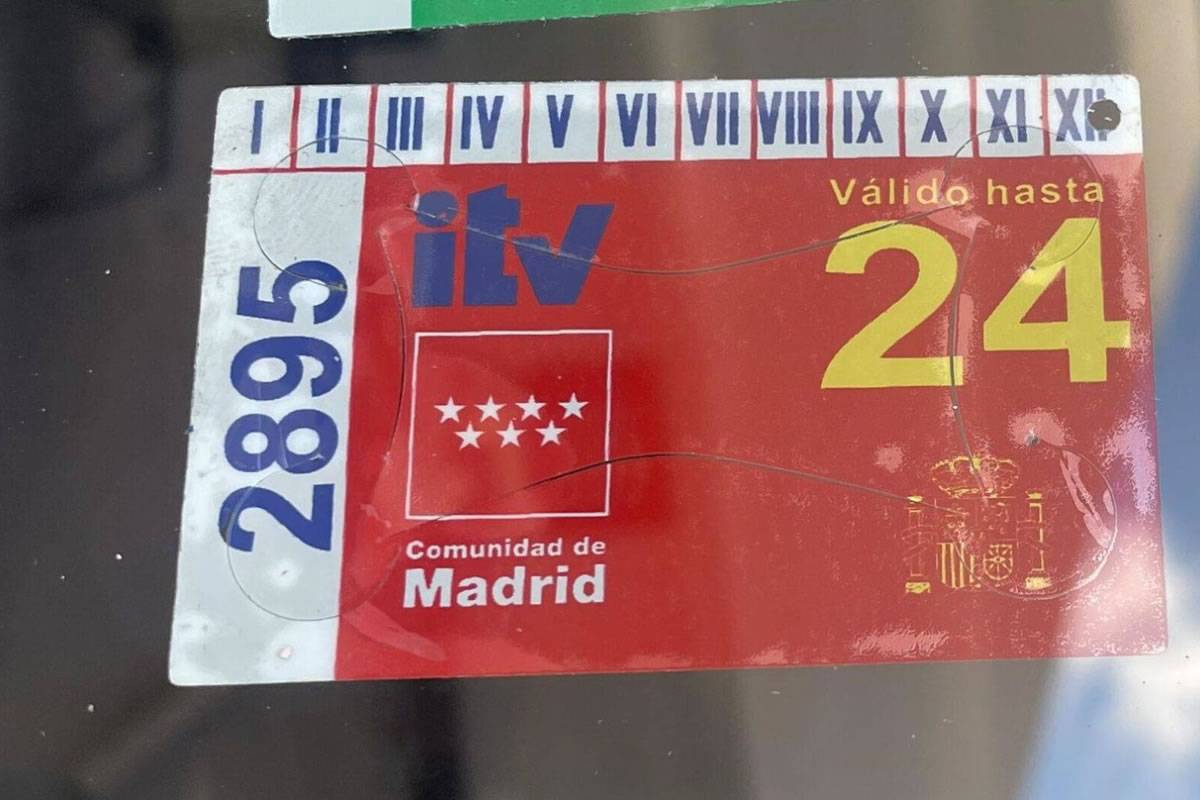 I II III IV V VI VII VIII IX X XI XII
2895
itv
Válido hasta
24
Comunidad de
Madrid